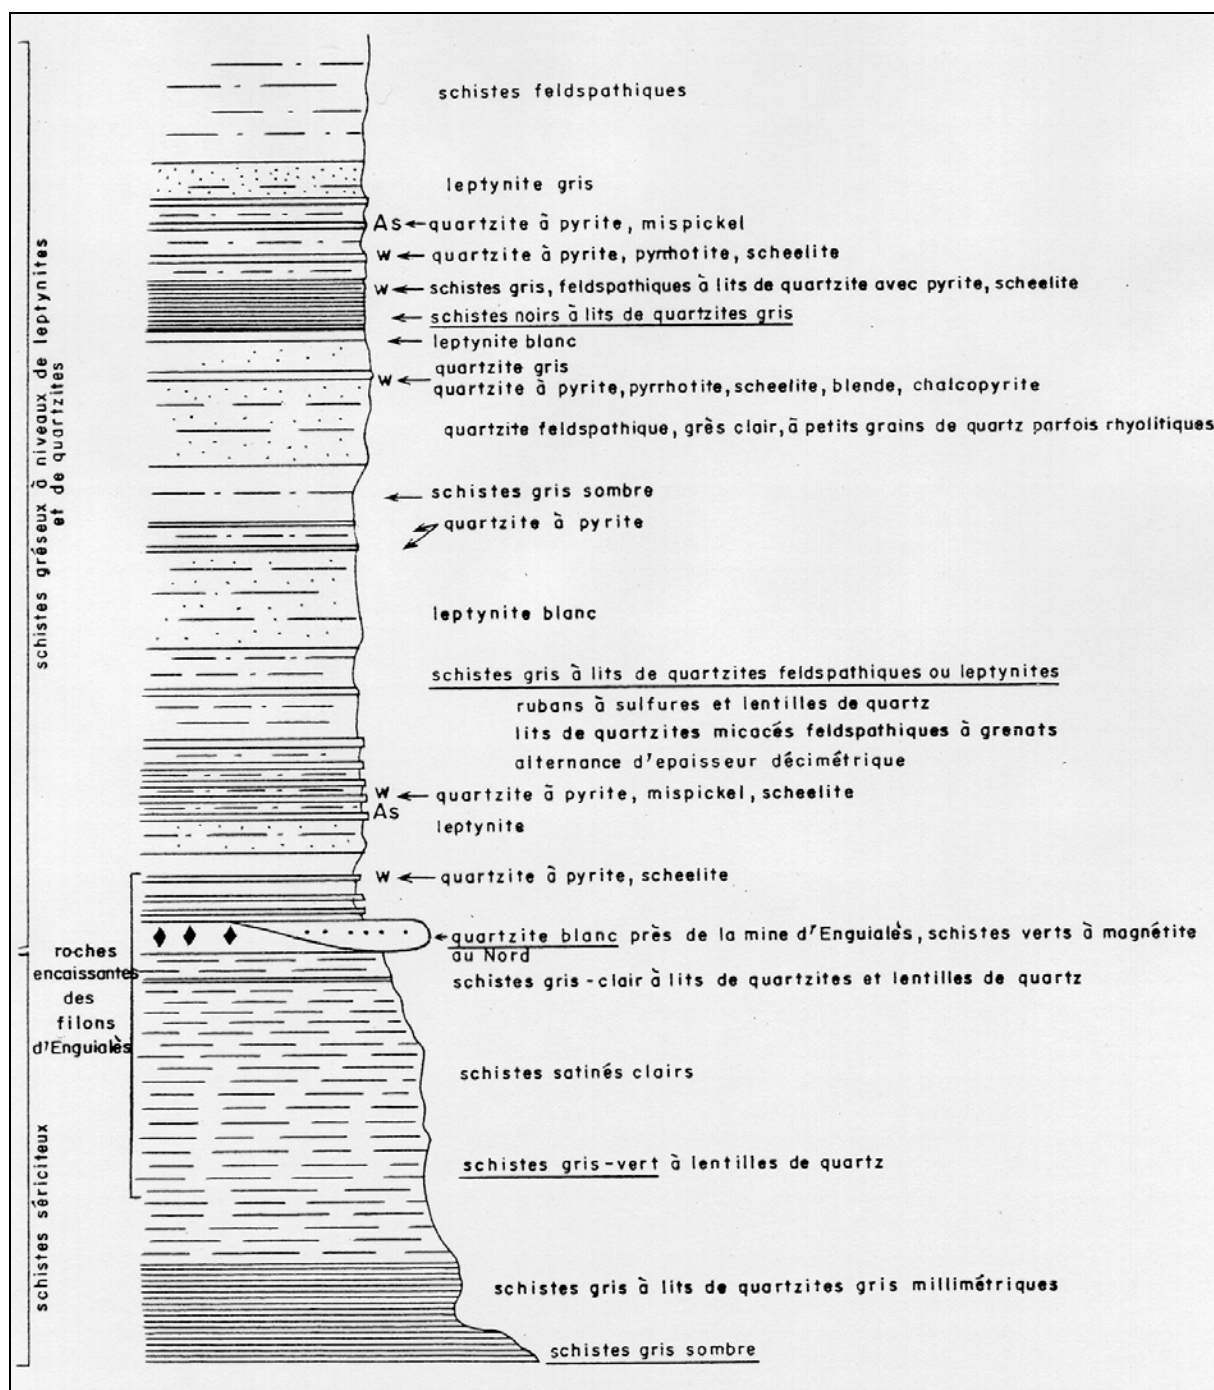 schistes feldspathiques
leptynite gris
As quartzite à pyrite, mispickel
W quartzite à pyrite, pyrrhotite, scheelite
W schistes gris, feldspathiques à lits de quartzite avec pyrite, scheelite
schistes noirs à lits de quartzites gris
leptynite blanc
quartzite gris
W quartzite à pyrite, pyrrhotite, scheelite, blende, chalcopyrite
quartzite feldspathique, grès clair, à petits grains de quartz parfois rhyolitiques
schistes gris sombre
quartzite à pyrite
leptynite blanc
schistes gris à lits de quartzites feldspathiques ou leptynites
rubans à sulfures et lentilles de quartz
lits de quartzites micacés feldspathiques à grenats
alternance d'epaisseur décimétrique
W quartzite à pyrite, mispickel, scheelite
As
leptynite
W quartzite à pyrite, scheelite
quartzite blanc près de la mine d'Enguialès, schistes verts à magnétite
au Nord
schistes gris-clair à lits de quartzites et lentilles de quartz
schistes satinés clairs
schistes gris-vert à lentilles de quartz
schistes gris à lits de quartzites gris millimétriques
schistes gris sombre
schistes gréseux à niveaux de leptynites
et de quartzites
roches
encaissantes
des
filons
d'Enguialès
schistes sériciteux